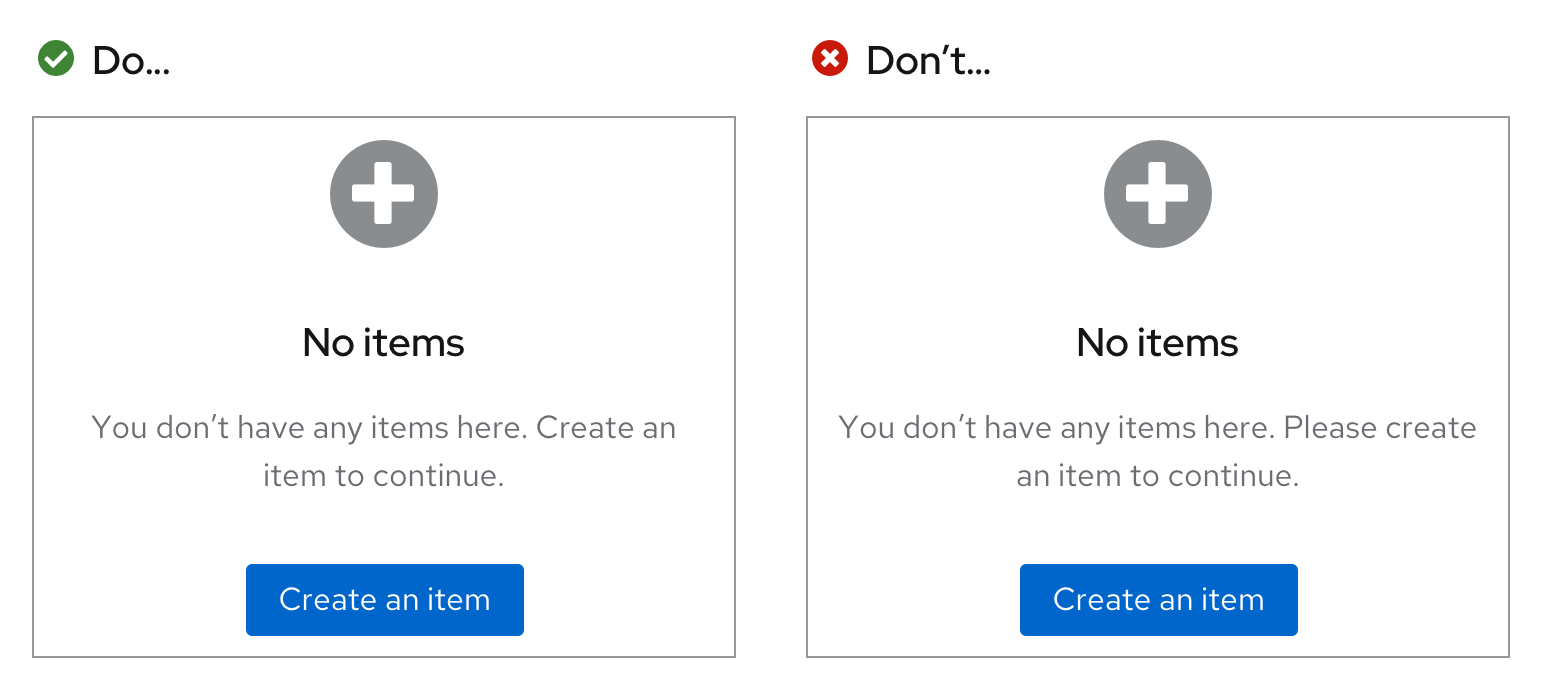 Do...
No items
You don’t have any items here. Create an
item to continue.
Create an item
Don’t...
No items
You don’t have any items here. Please create
an item to continue.
Create an item